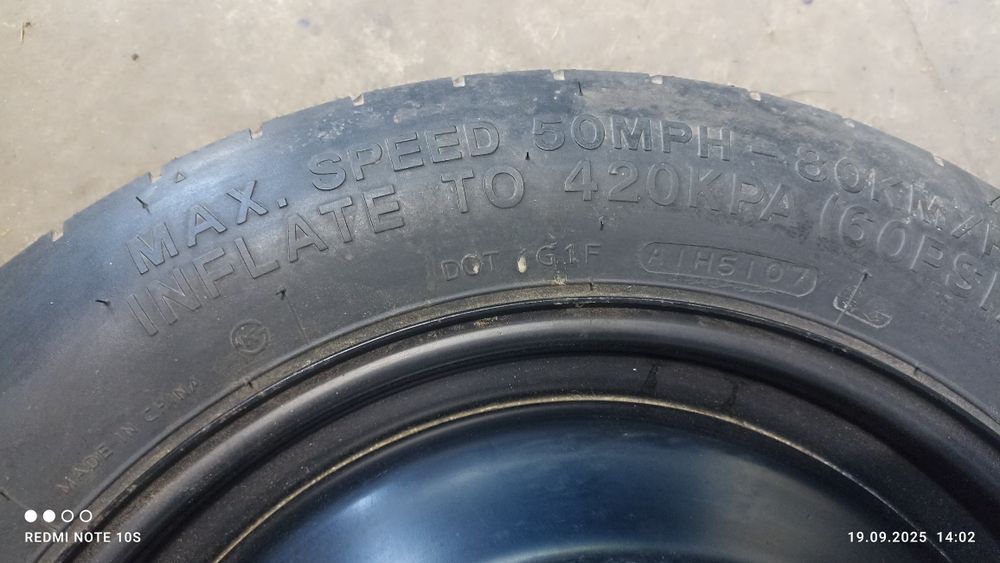 MAX. SPEED 50MPH - 80KM/H
INFLATE TO 420KPA (60PSI
DOT G1F A1H5107
MADE IN CHINA
REDMI NOTE 10S
19.09.2025 14:02